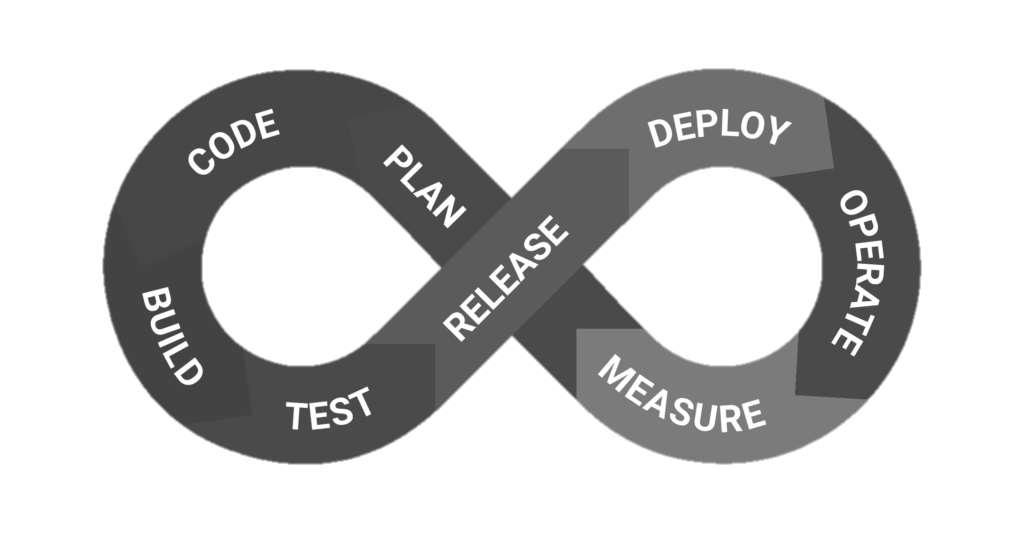 PLAN
CODE
BUILD
TEST
RELEASE
DEPLOY
OPERATE
MEASURE